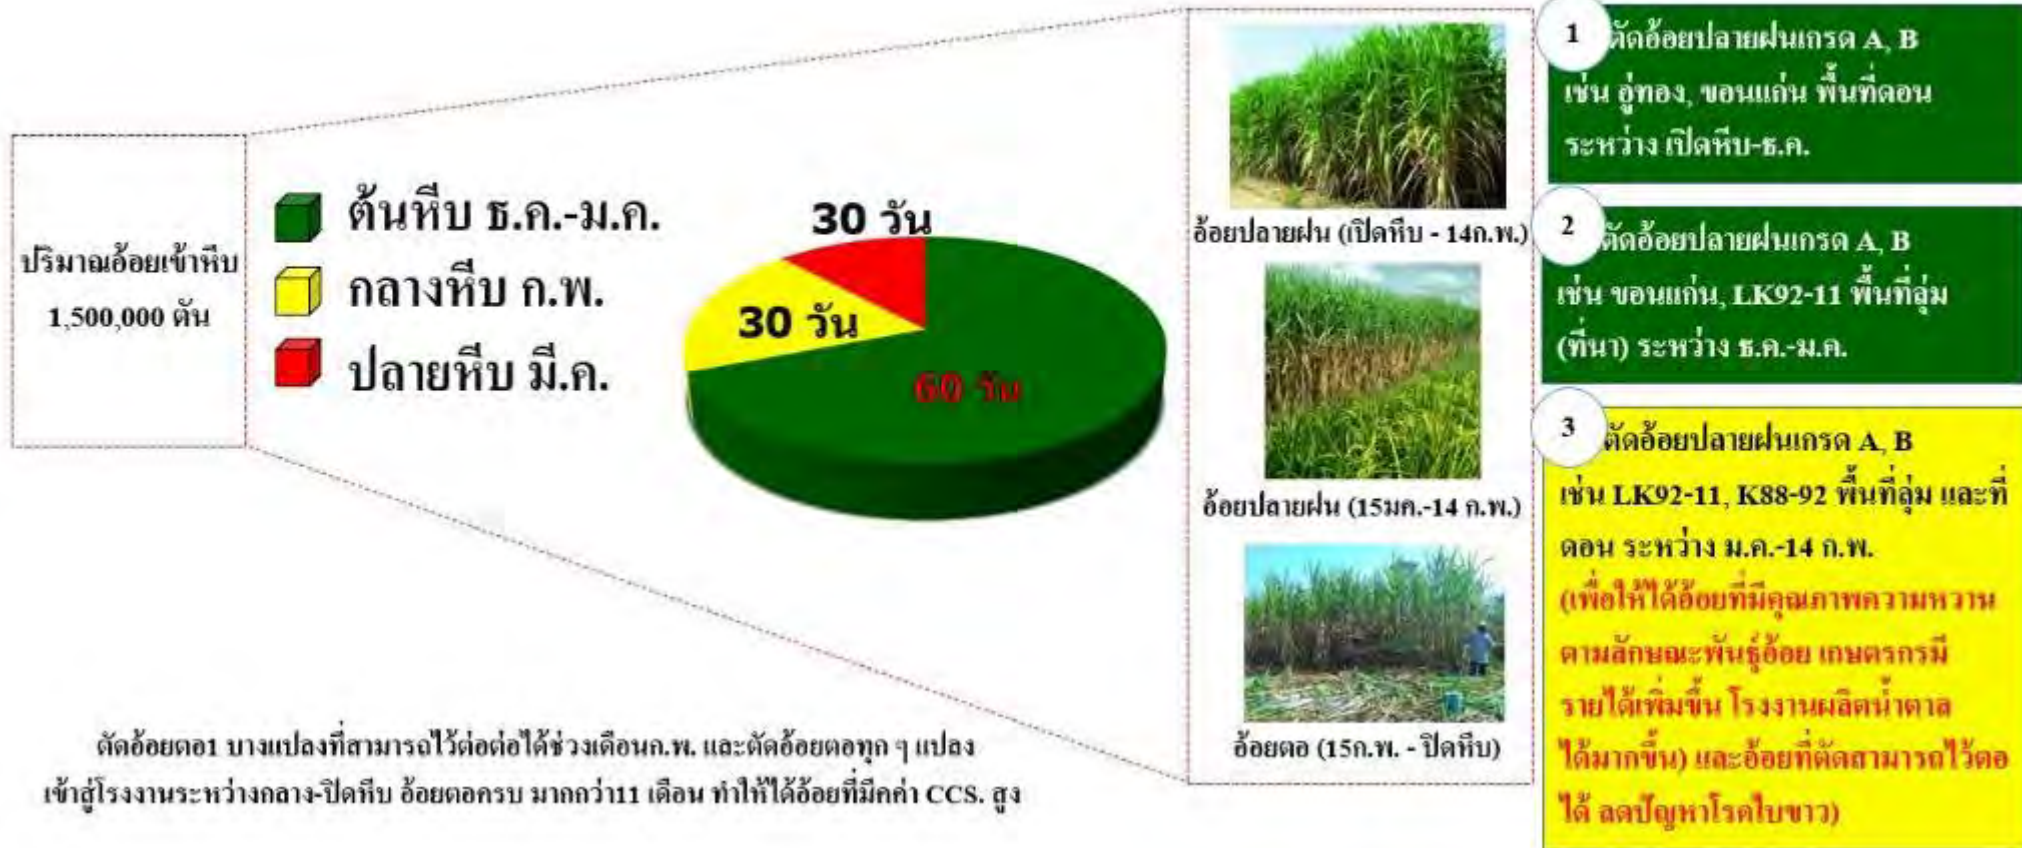 ปริมาณอ้อยเข้าหีบ
1,500,000 ตัน
ต้นหีบ ธ.ค.-ม.ค.
กลางหีบ ก.พ.
ปลายหีบ มี.ค.
30 วัน
30 วัน
60 วัน
อ้อยปลายฝน (เปิดหีบ - 14ก.พ.)
อ้อยปลายฝน (15มค.-14 ก.พ.)
อ้อยตอ (15ก.พ. - ปิดหีบ)
1 ตัดอ้อยปลายฝนเกรด A, B
เช่น อู่ทอง, ขอนแก่น พื้นที่ดอน
ระหว่าง เปิดหีบ-ธ.ค.
2 ตัดอ้อยปลายฝนเกรด A, B
เช่น ขอนแก่น, LK92-11 พื้นที่ลุ่ม
(ที่นา) ระหว่าง ธ.ค.-ม.ค.
3 ตัดอ้อยปลายฝนเกรด A, B
เช่น LK92-11, K88-92 พื้นที่ลุ่ม และที่
ดอน ระหว่าง ม.ค.-14 ก.พ.
(เพื่อให้ได้อ้อยที่มีคุณภาพความหวาน
ตามลักษณะพันธุ์อ้อย เกษตรกรมี
รายได้เพิ่มขึ้น โรงงานผลิตน้ำตาล
ได้มากขึ้น) และอ้อยที่ตัดสามารถไว้ตอ
ได้ ลดปัญหาโรคใบขาว)
ตัดอ้อยตอ1 บางแปลงที่สามารถไว้ต่อต่อได้ช่วงเดือนก.พ. และตัดอ้อยตอทุก ๆ แปลง
เข้าสู่โรงงานระหว่างกลาง-ปิดหีบ อ้อยตอครบ มากกว่า11 เดือน ทำให้ได้อ้อยที่มีคค่า CCS. สูง